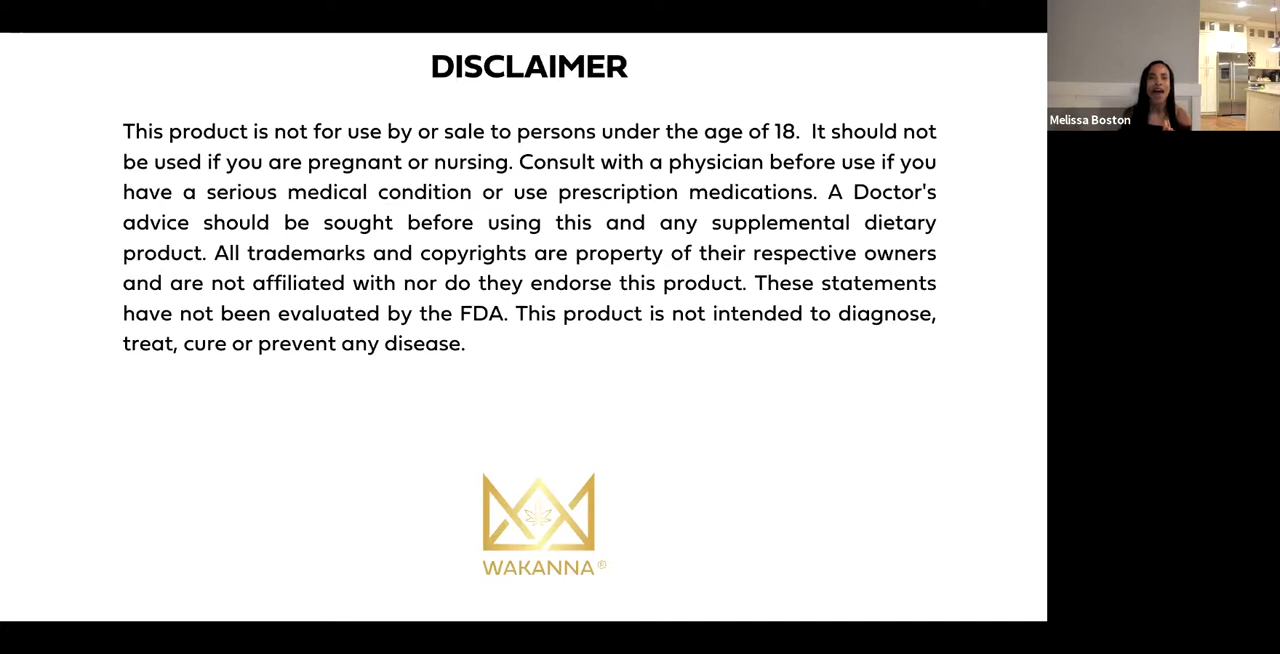 DISCLAIMER
This product is not for use by or sale to persons under the age of 18. It should not
be used if you are pregnant or nursing. Consult with a physician before use if you
have a serious medical condition or use prescription medications. A Doctor's
advice should be sought before using this and any supplemental dietary
product. All trademarks and copyrights are property of their respective owners
and are not affiliated with nor do they endorse this product. These statements
have not been evaluated by the FDA. This product is not intended to diagnose,
treat, cure or prevent any disease.
WAKANNA ®
Melissa Boston